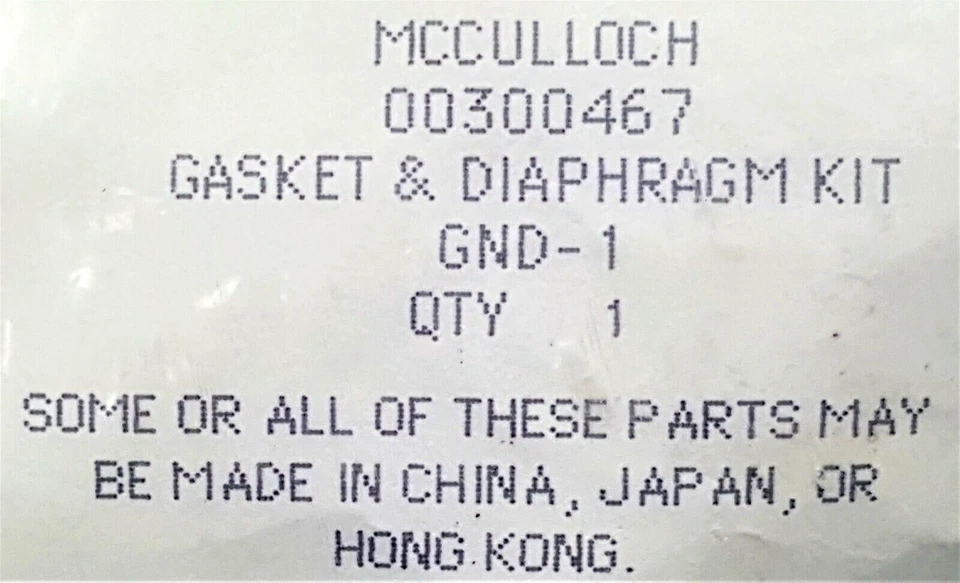 MCCULLOCH
00300467
GASKET & DIAPHRAGM KIT
GND-1
QTY 1
SOME OR ALL OF THESE PARTS MAY
BE MADE IN CHINA, JAPAN, OR
HONG KONG.